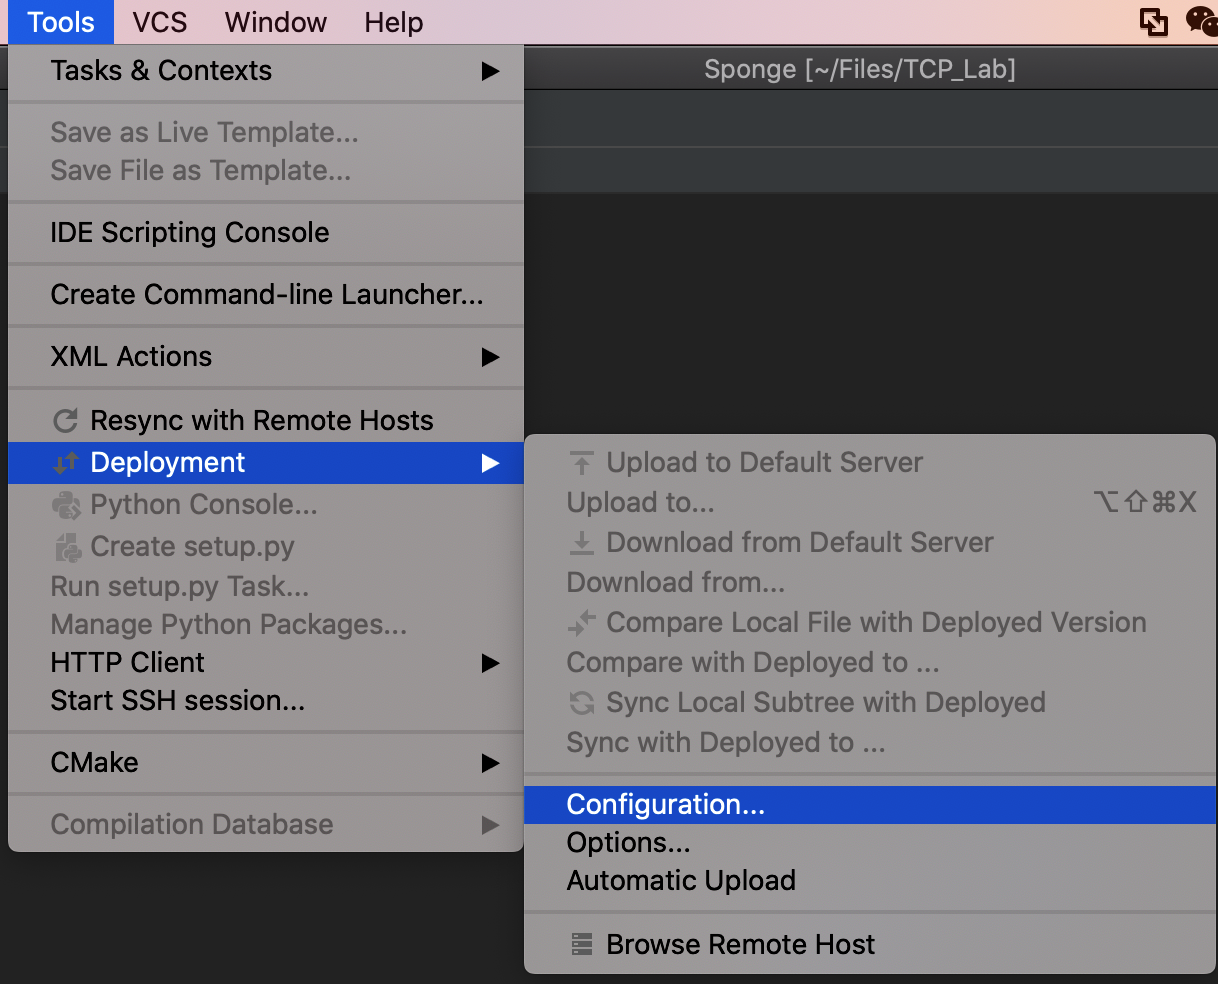 Tools VCS Window Help
Sponge [~/Files/TCP_Lab]
Tasks & Contexts
Save as Live Template...
Save File as Template...
IDE Scripting Console
Create Command-line Launcher...
XML Actions
Resync with Remote Hosts
Deployment
Python Console...
Create setup.py
Run setup.py Task...
Manage Python Packages...
HTTP Client
Start SSH session...
CMake
Compilation Database
Upload to Default Server
Upload to... ⌥⇧⌘X
Download from Default Server
Download from...
Compare Local File with Deployed Version
Compare with Deployed to ...
Sync Local Subtree with Deployed
Sync with Deployed to ...
Configuration...
Options...
Automatic Upload
Browse Remote Host